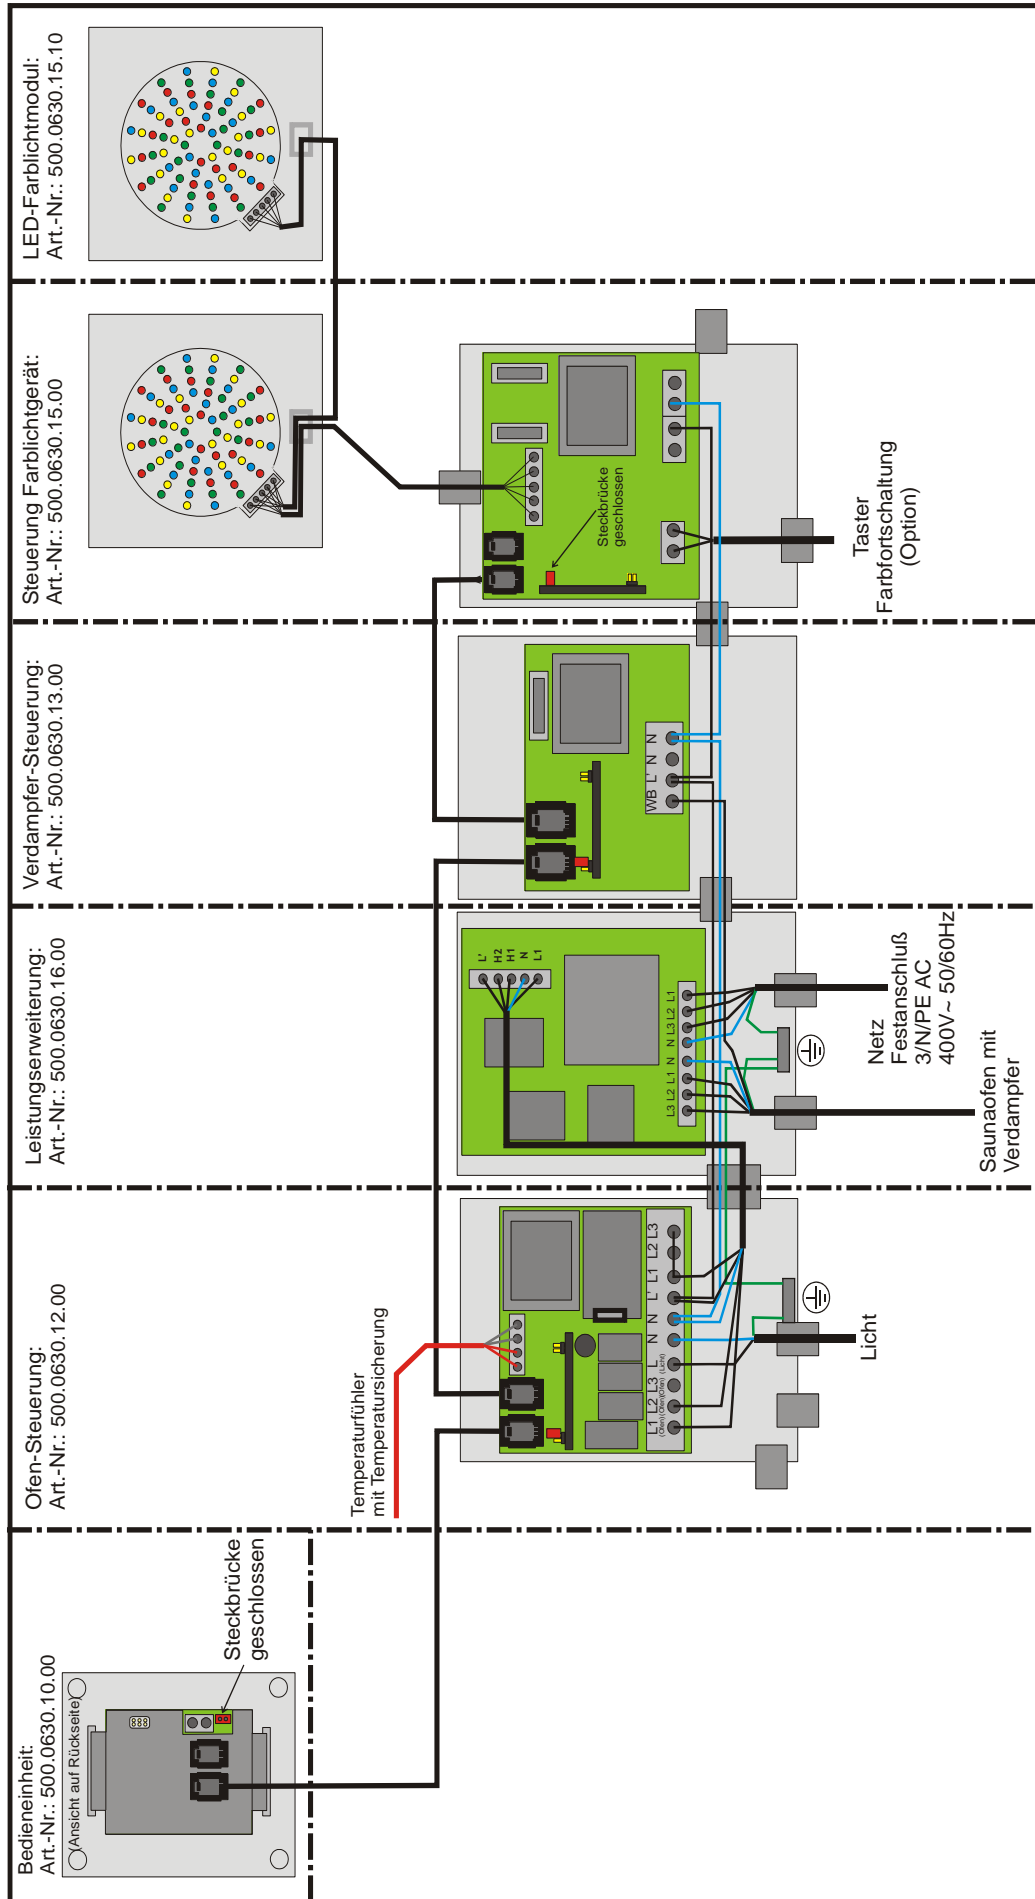 Bedieneinheit:
Art.-Nr.: 500.0630.10.00
(Ansicht auf Rückseite)
Steckbrücke
geschlossen
Ofen-Steuerung:
Art.-Nr.: 500.0630.12.00
Temperaturfühler
mit Temperatursicherung
L1 L2 L3 L N N L' L1 L2 L3
(Ofen) (Ofen) (Ofen) (Licht)
Licht
Leistungserweiterung:
Art.-Nr.: 500.0630.16.00
L'
H2
H1
N
L1
L3 L2 L1 N N L3 L2 L1
Saunaofen mit
Verdampfer
Netz
Festanschluß
3/N/PE AC
400V~ 50/60Hz
Verdampfer-Steuerung:
Art.-Nr.: 500.0630.13.00
WB L' N N
Steuerung Farblichtgerät:
Art.-Nr.: 500.0630.15.00
Steckbrücke
geschlossen
Taster
Farbfortschaltung
(Option)
LED-Farblichtmodul:
Art.-Nr.: 500.0630.15.10